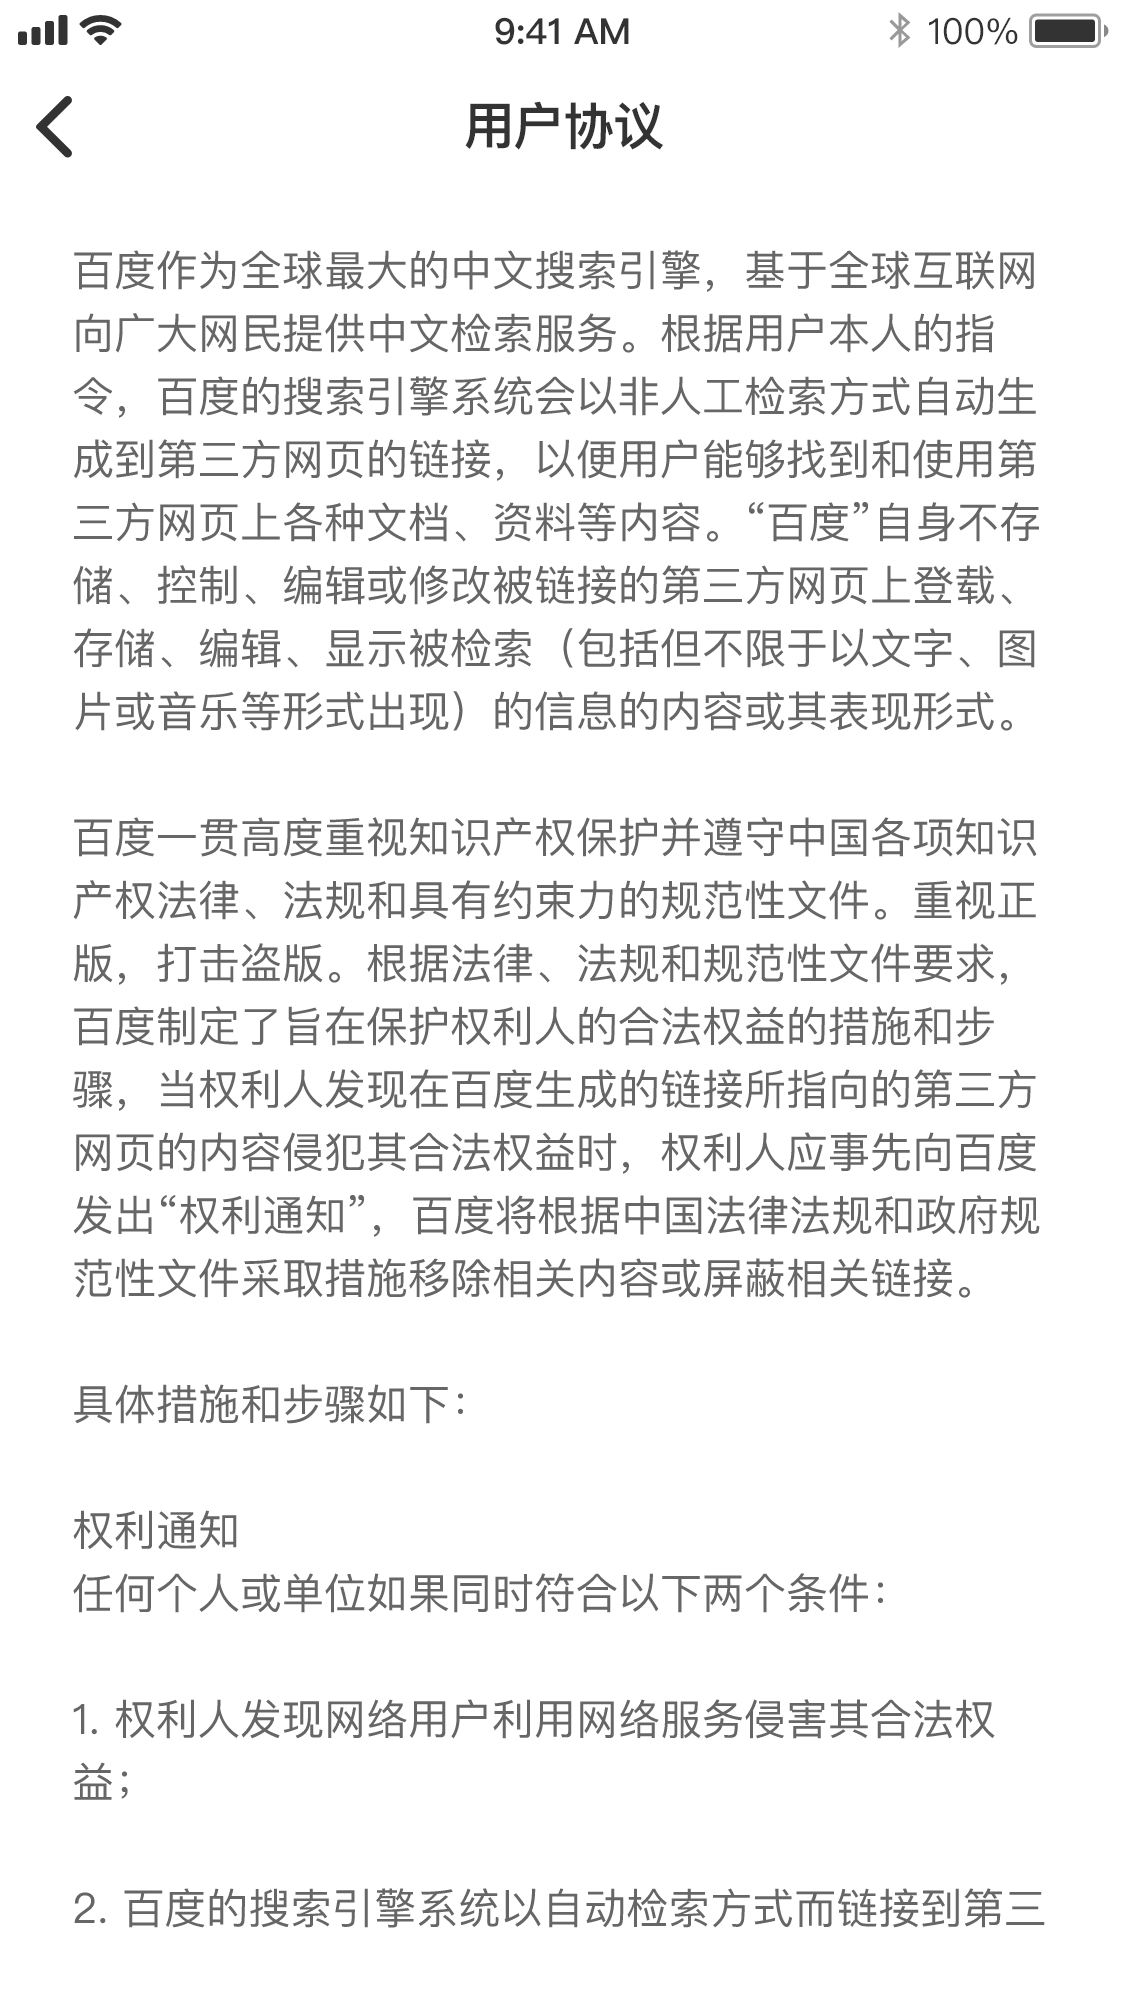 9:41 AM
100%
用户协议
百度作为全球最大的中文搜索引擎，基于全球互联网
向广大网民提供中文检索服务。根据用户本人的指
令，百度的搜索引擎系统会以非人工检索方式自动生
成到第三方网页的链接，以便用户能够找到和使用第
三方网页上各种文档、资料等内容。“百度”自身不存
储、控制、编辑或修改被链接的第三方网页上登载、
存储、编辑、显示被检索（包括但不限于以文字、图
片或音乐等形式出现）的信息的内容或其表现形式。
百度一贯高度重视知识产权保护并遵守中国各项知识
产权法律、法规和具有约束力的规范性文件。重视正
版，打击盗版。根据法律、法规和规范性文件要求，
百度制定了旨在保护权利人的合法权益的措施和步
骤，当权利人发现在百度生成的链接所指向的第三方
网页的内容侵犯其合法权益时，权利人应事先向百度
发出“权利通知”，百度将根据中国法律法规和政府规
范性文件采取措施移除相关内容或屏蔽相关链接。
具体措施和步骤如下：
权利通知
任何个人或单位如果同时符合以下两个条件：
1. 权利人发现网络用户利用网络服务侵害其合法权
益；
2. 百度的搜索引擎系统以自动检索方式而链接到第三